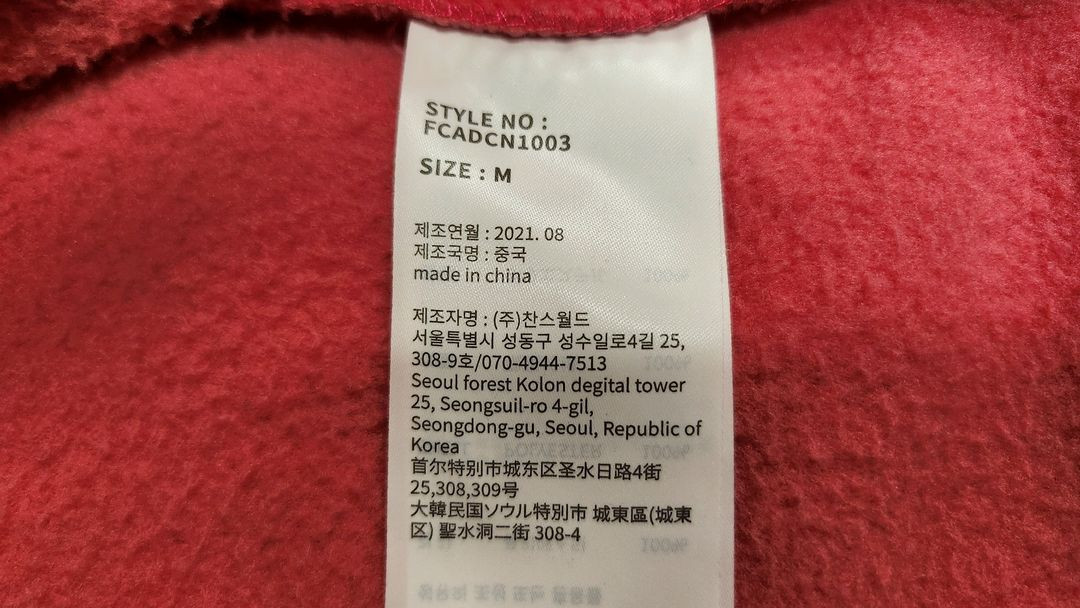 STYLE NO :
FCADCN1003
SIZE : M
제조연월 : 2021. 08
제조국명 : 중국
made in china
제조자명 : (주)찬스월드
서울특별시 성동구 성수일로4길 25,
308-9호/070-4944-7513
Seoul forest Kolon degital tower
25, Seongsuil-ro 4-gil,
Seongdong-gu, Seoul, Republic of
Korea
首尔特别市城东区圣水日路4街
25,308,309号
大韓民国ソウル特別市 城東區(城東
区) 聖水洞二街 308-4